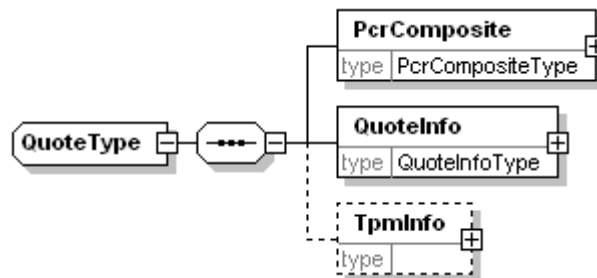 PcrComposite
type PcrCompositeType
QuoteType
QuoteInfo
type QuoteInfoType
TpmInfo
type